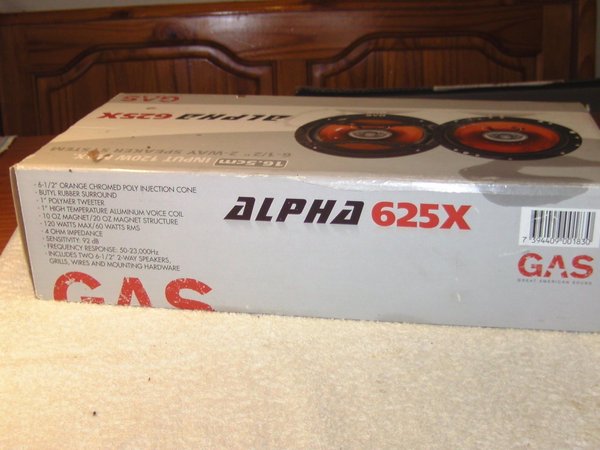 GAS
ALPHA 625X
16.5cm INPUT 120W MAX
6-1/2" 2-WAY SPEAKER SYSTEM
- 6-1/2" ORANGE CHROMED POLY INJECTION CONE
- BUTYL RUBBER SURROUND
- 1" POLYMER TWEETER
- 1" HIGH TEMPERATURE ALUMINUM VOICE COIL
- 10 OZ MAGNET/20 OZ MAGNET STRUCTURE
- 120 WATTS MAX/60 WATTS RMS
- 4 OHM IMPEDANCE
- SENSITIVITY: 92 dB
- FREQUENCY RESPONSE: 50-23,000Hz
- INCLUDES TWO 6-1/2" 2-WAY SPEAKERS,
GRILLS, WIRES AND MOUNTING HARDWARE
GAS
ALPHA 625X
7 394409 001830
GAS
GREAT AMERICAN SOUND